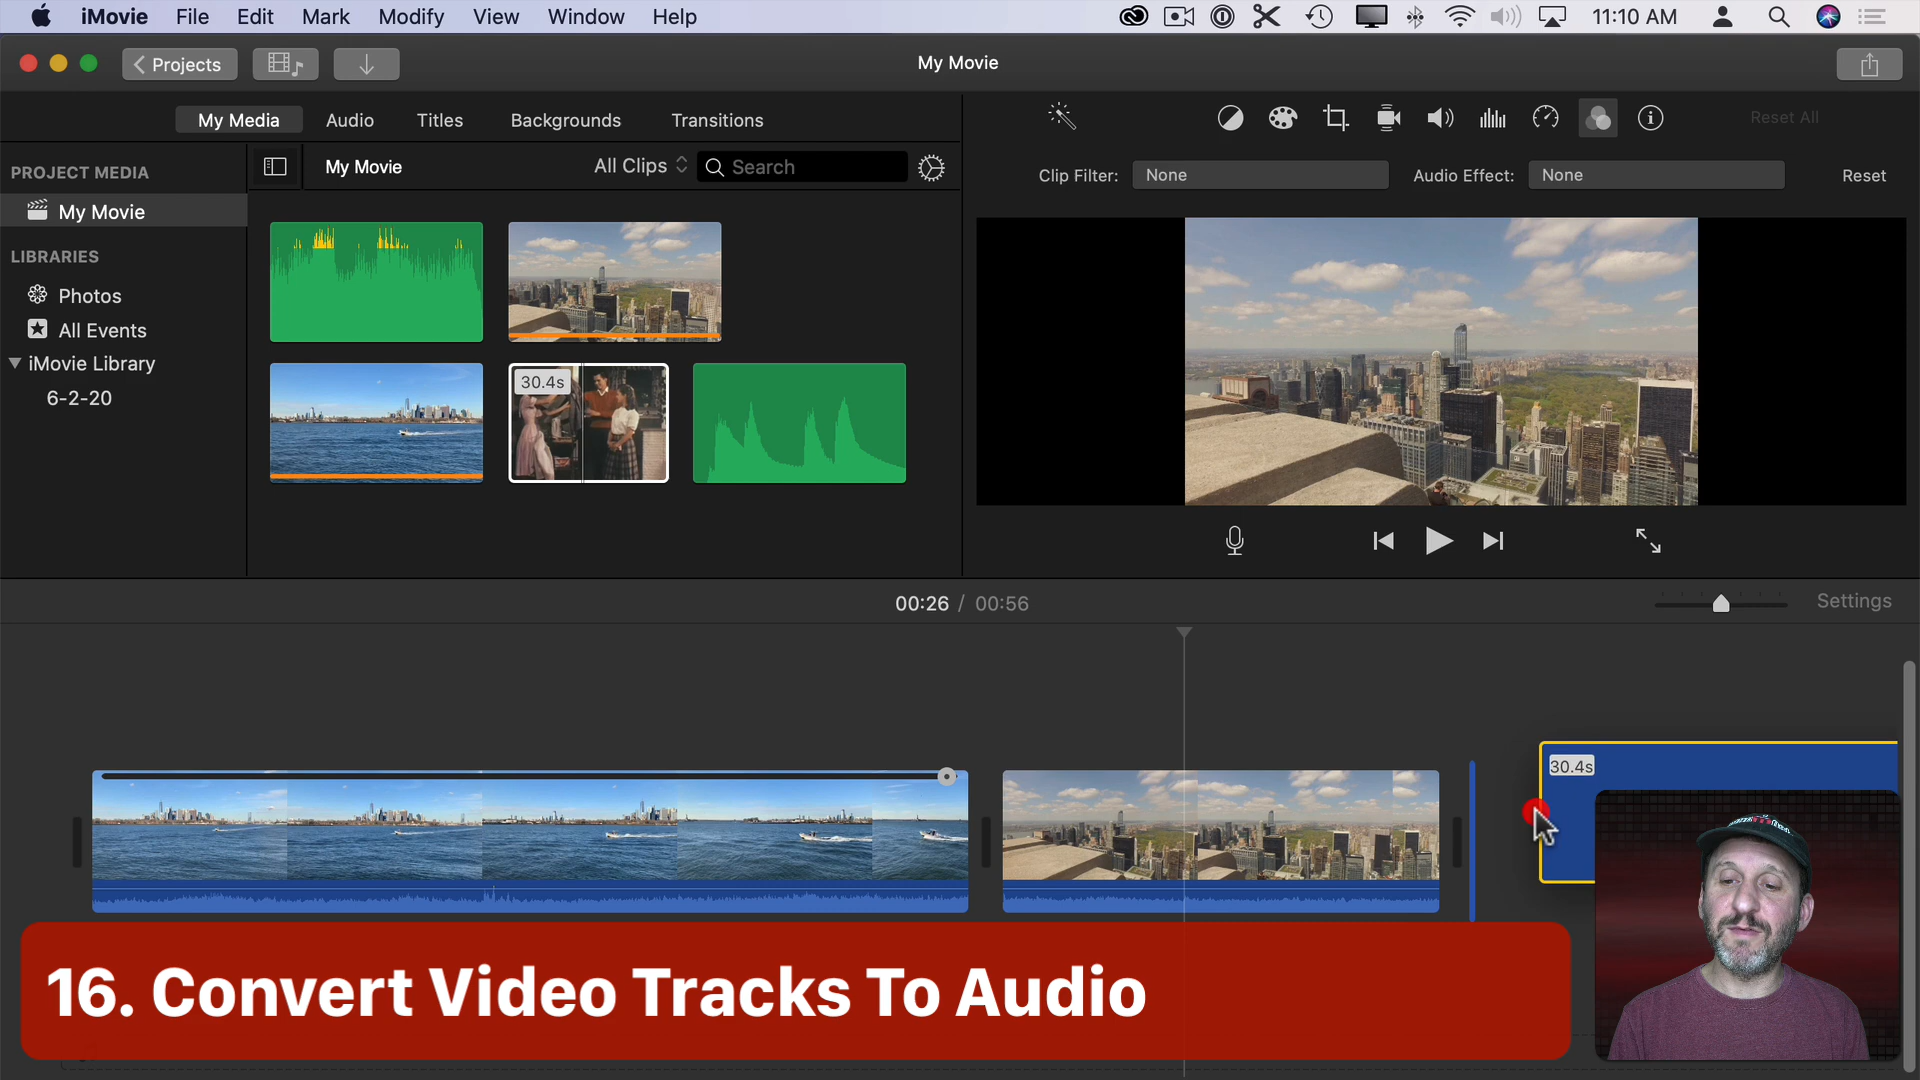 iMovie File Edit Mark Modify View Window Help 11:10 AM
Projects My Movie
My Media Audio Titles Backgrounds Transitions Reset All
PROJECT MEDIA My Movie All Clips Search Clip Filter: None Audio Effect: None Reset
My Movie
LIBRARIES
Photos
All Events
iMovie Library
6-2-20
30.4s
00:26 / 00:56 Settings
30.4s
16. Convert Video Tracks To Audio